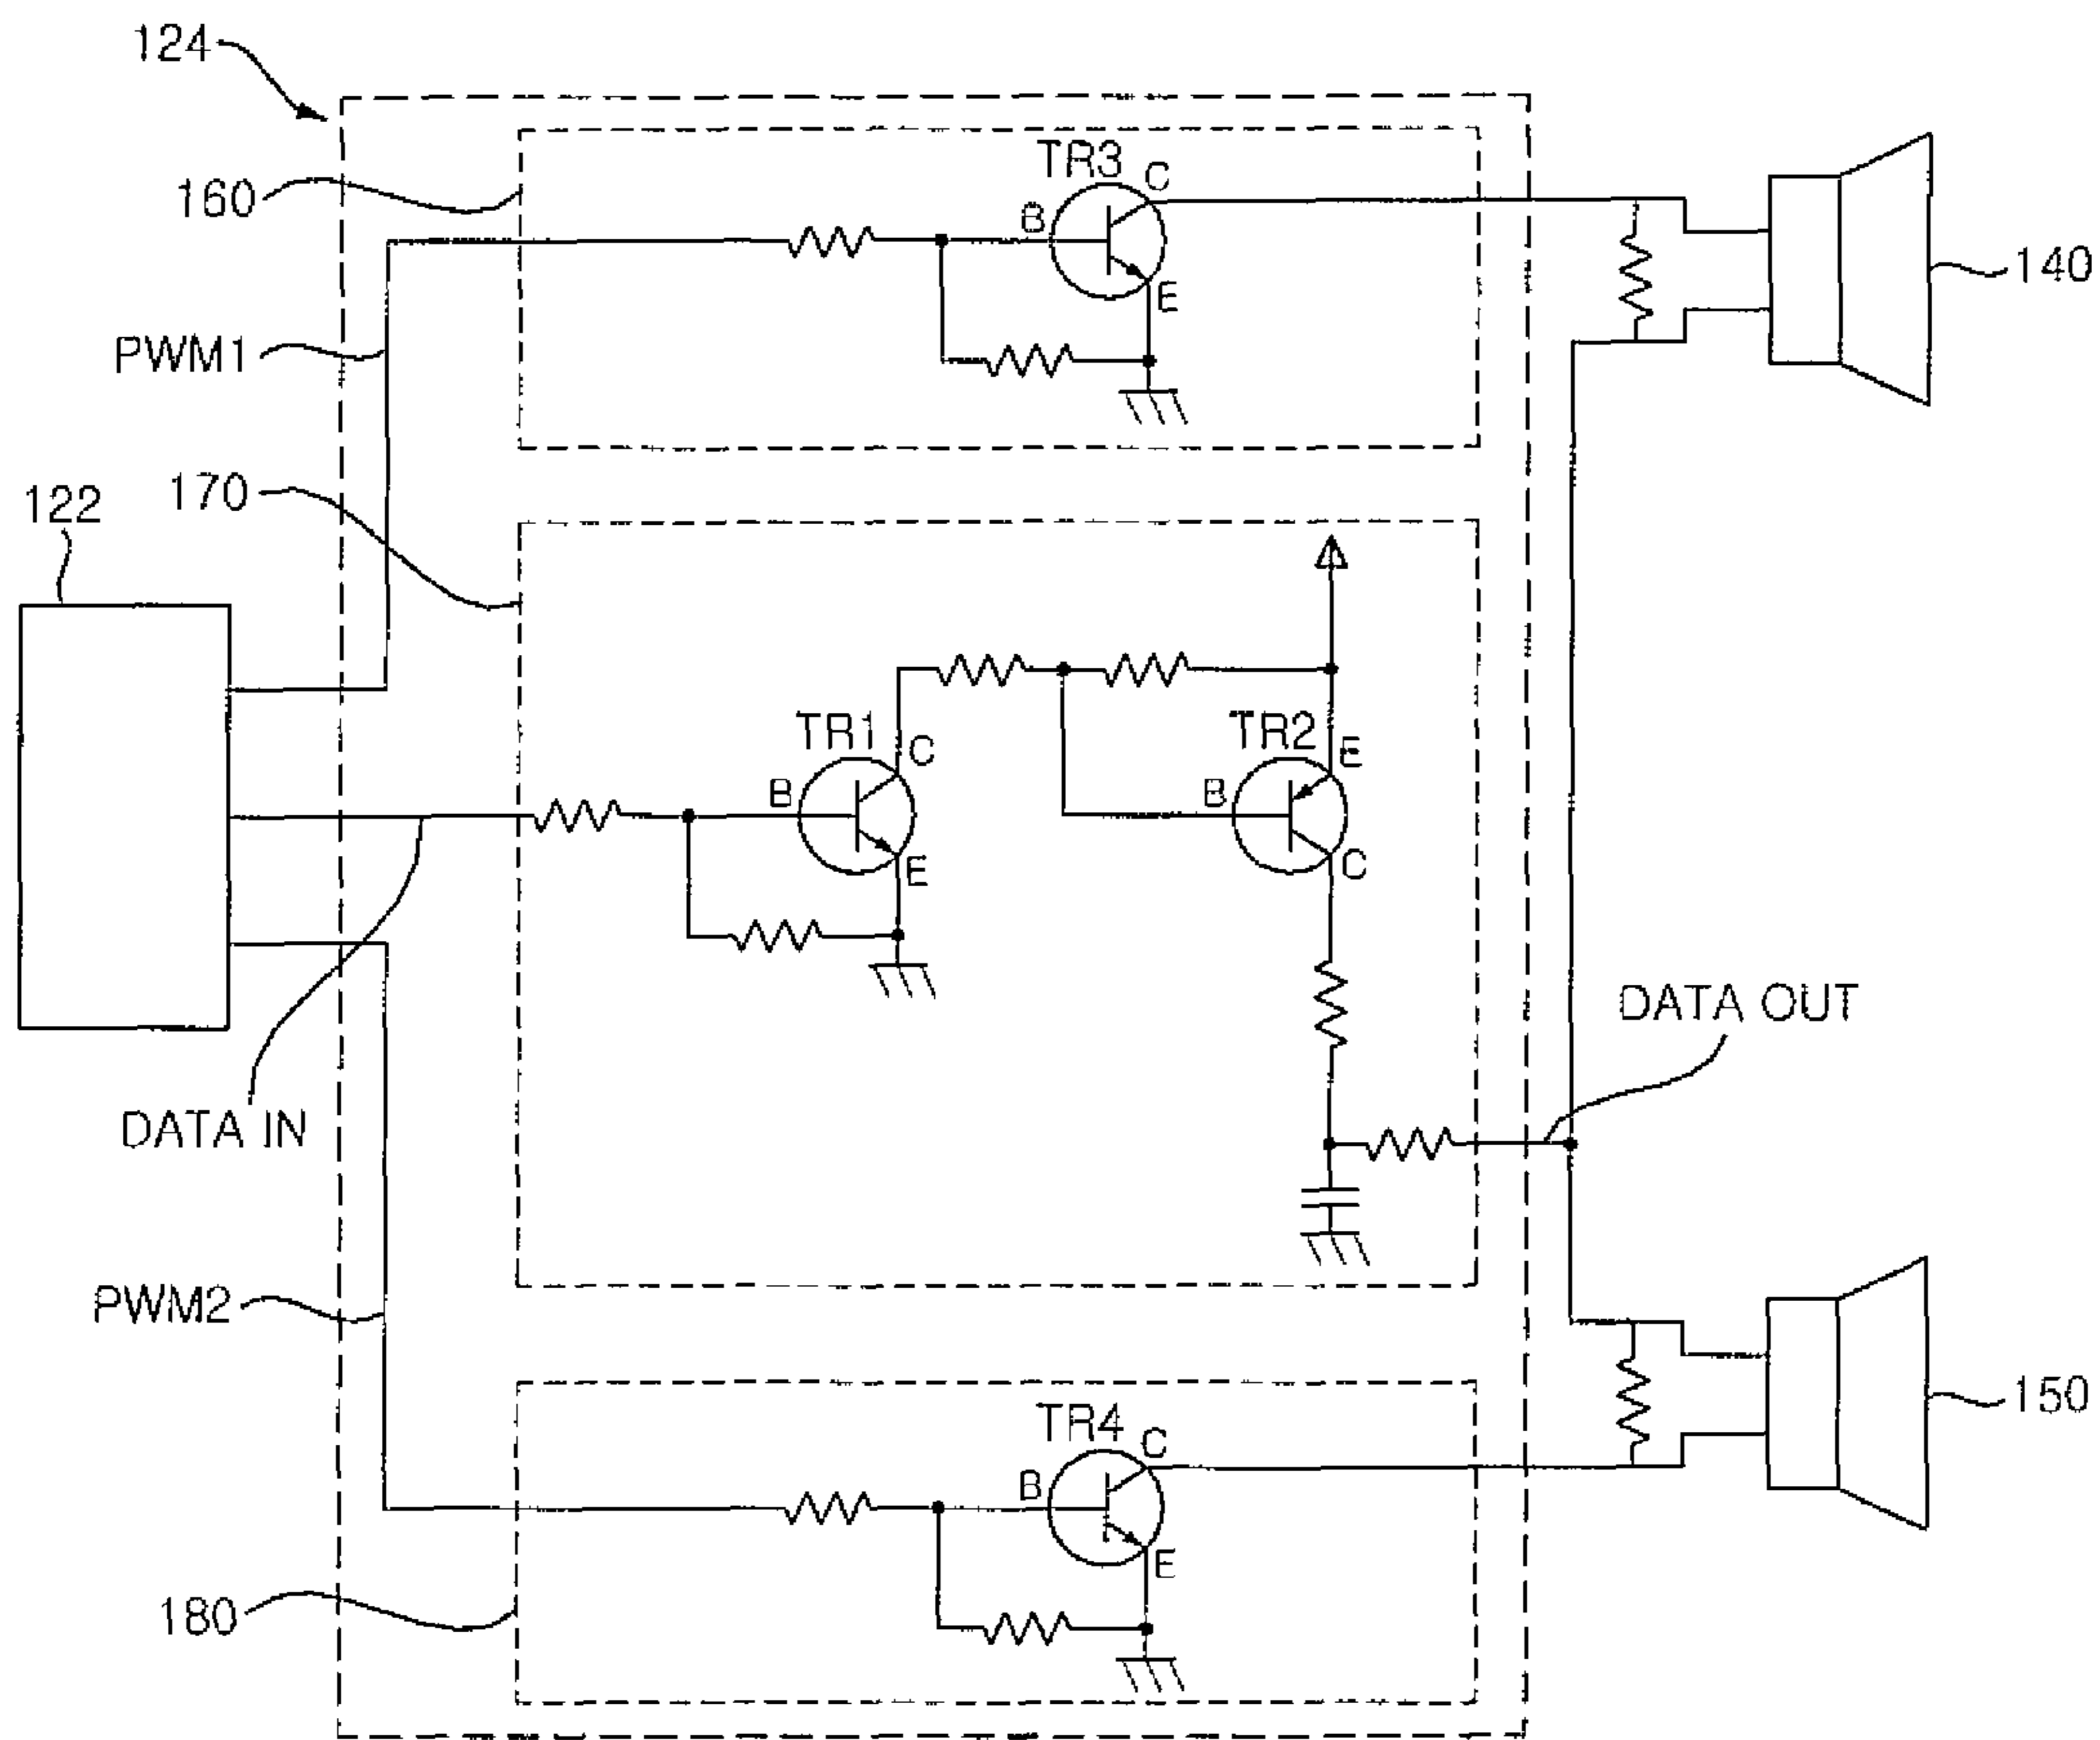 124
TR3
C
160
B
140
E
PWM1
170
122
TR1
C
TR2
E
B
B
E
C
DATA OUT
DATA IN
PWM2
150
TR4
C
B
E
180